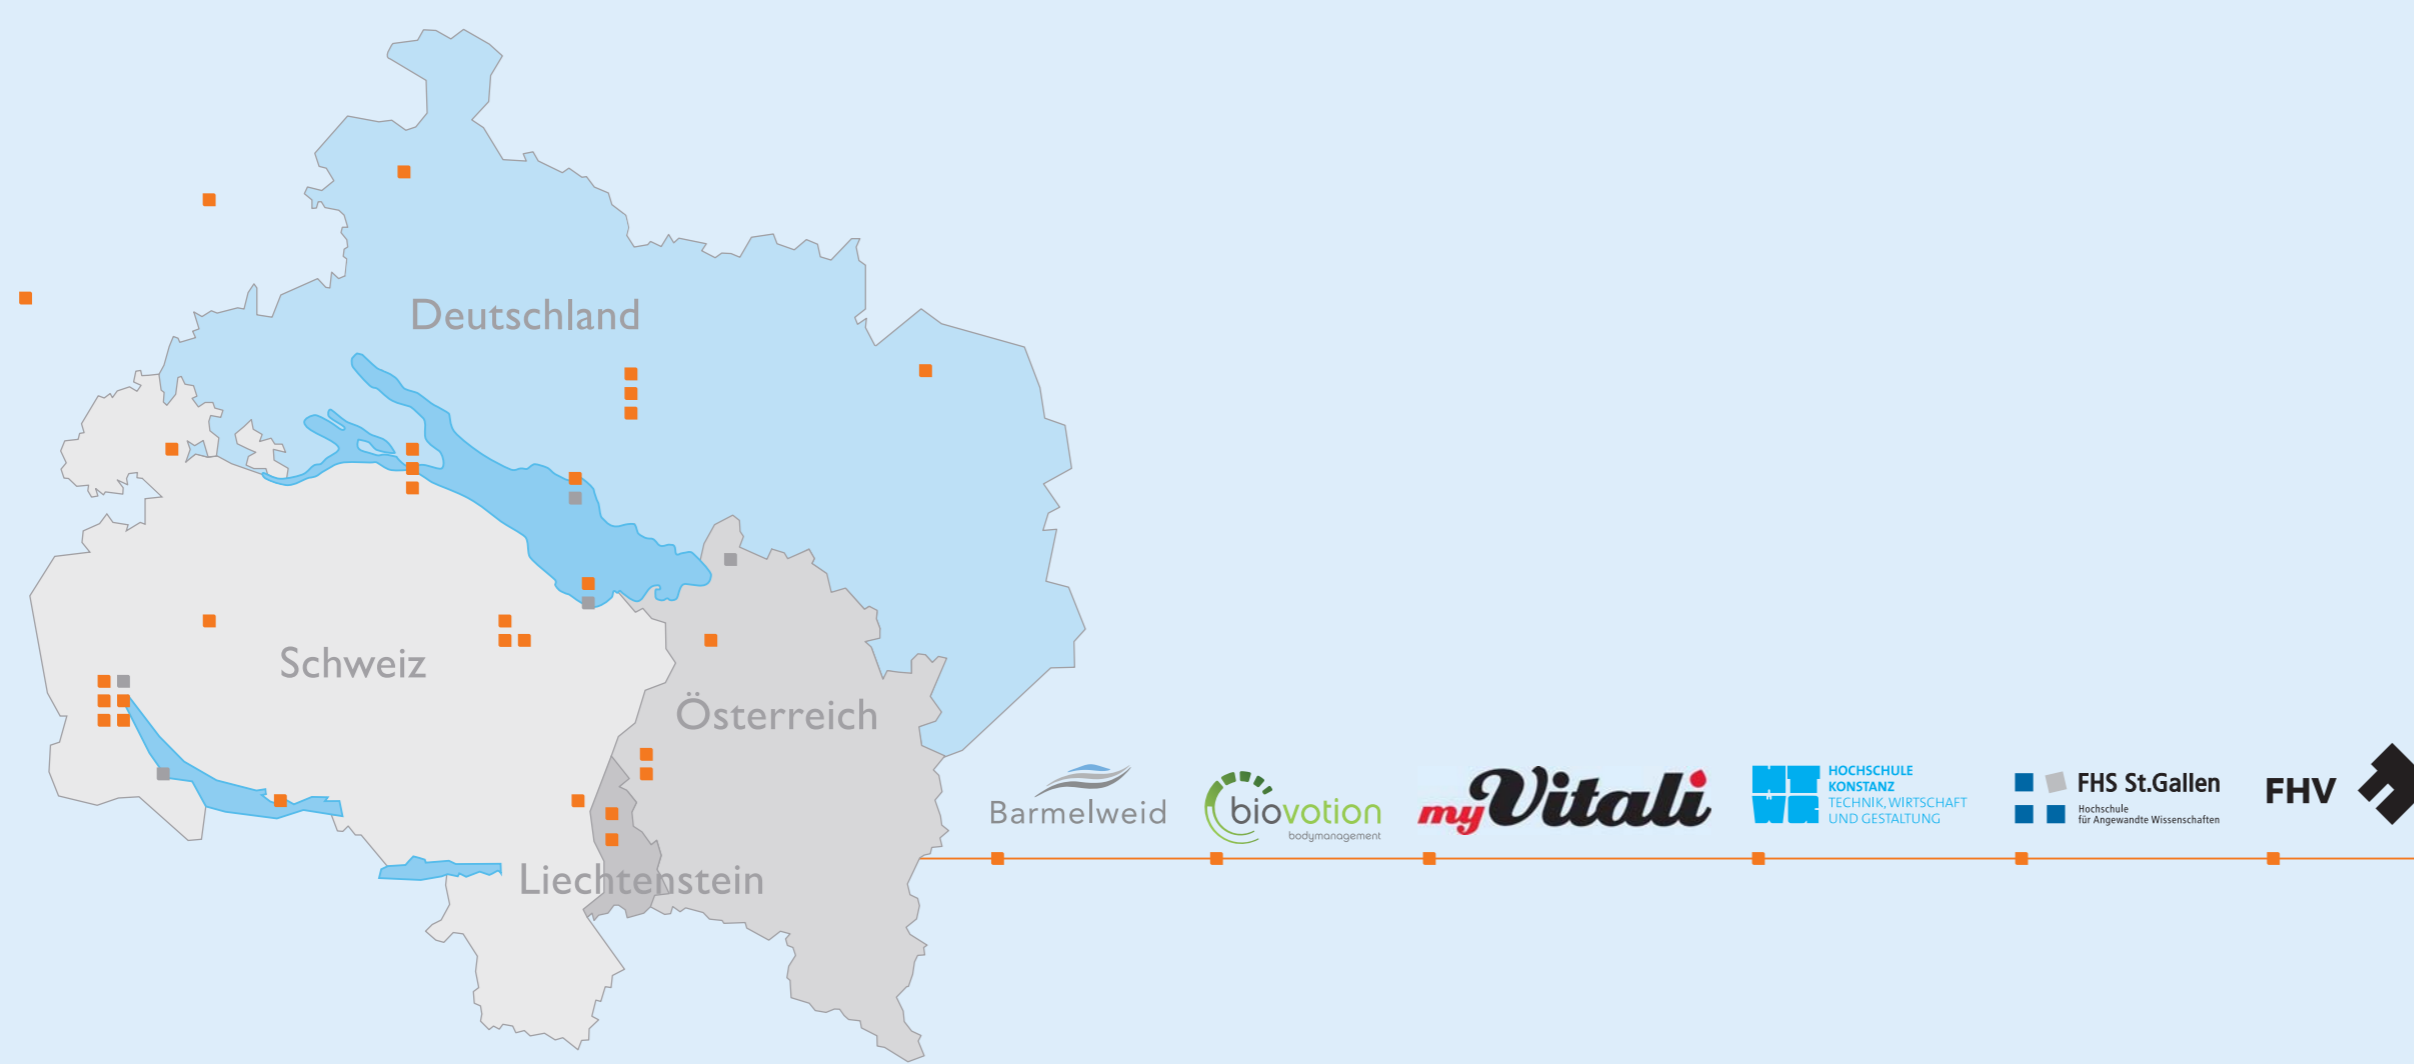 Deutschland
Schweiz
Österreich
Liechtenstein
Barmelweid
biovotion
bodymanagement
myVitali
HOCHSCHULE
KONSTANZ
TECHNIK, WIRTSCHAFT
UND GESTALTUNG
HTWG
FHS St.Gallen
Hochschule
für Angewandte Wissenschaften
FHV